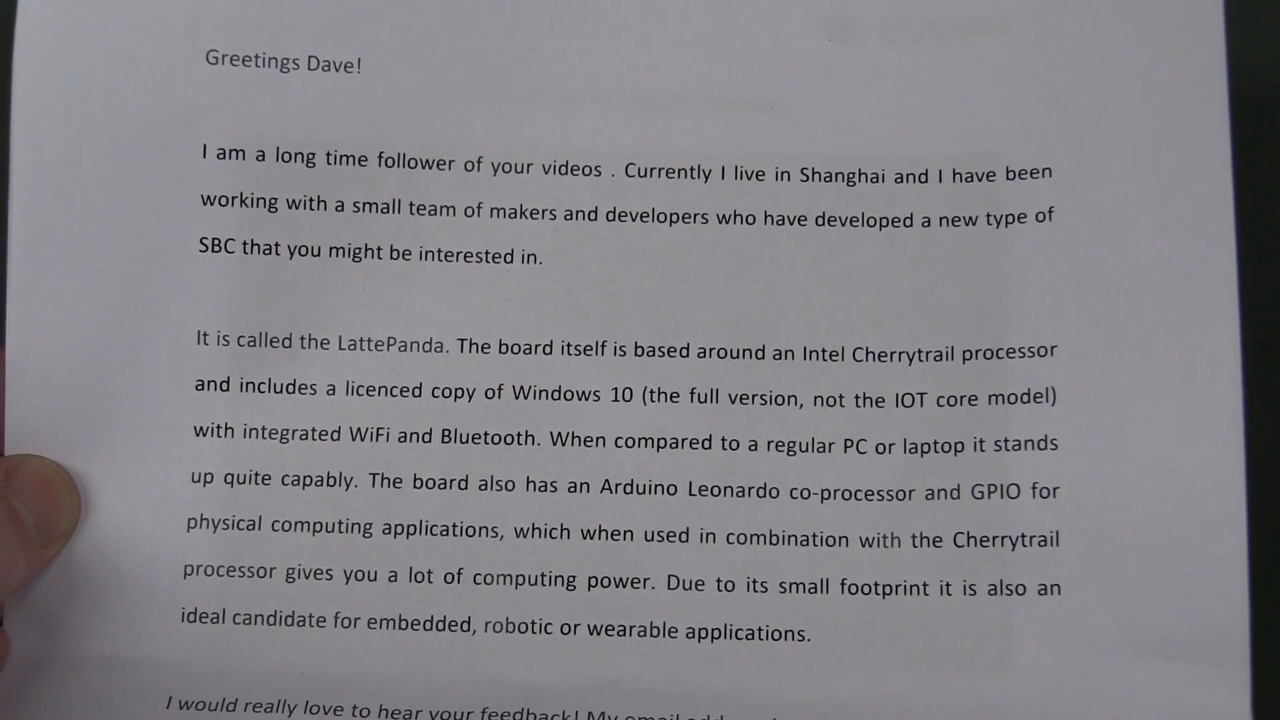 Greetings Dave!
I am a long time follower of your videos . Currently I live in Shanghai and I have been
working with a small team of makers and developers who have developed a new type of
SBC that you might be interested in.
It is called the LattePanda. The board itself is based around an Intel Cherrytrail processor
and includes a licenced copy of Windows 10 (the full version, not the IOT core model)
with integrated WiFi and Bluetooth. When compared to a regular PC or laptop it stands
up quite capably. The board also has an Arduino Leonardo co-processor and GPIO for
physical computing applications, which when used in combination with the Cherrytrail
processor gives you a lot of computing power. Due to its small footprint it is also an
ideal candidate for embedded, robotic or wearable applications.
I would really love to hear your feedback! My email